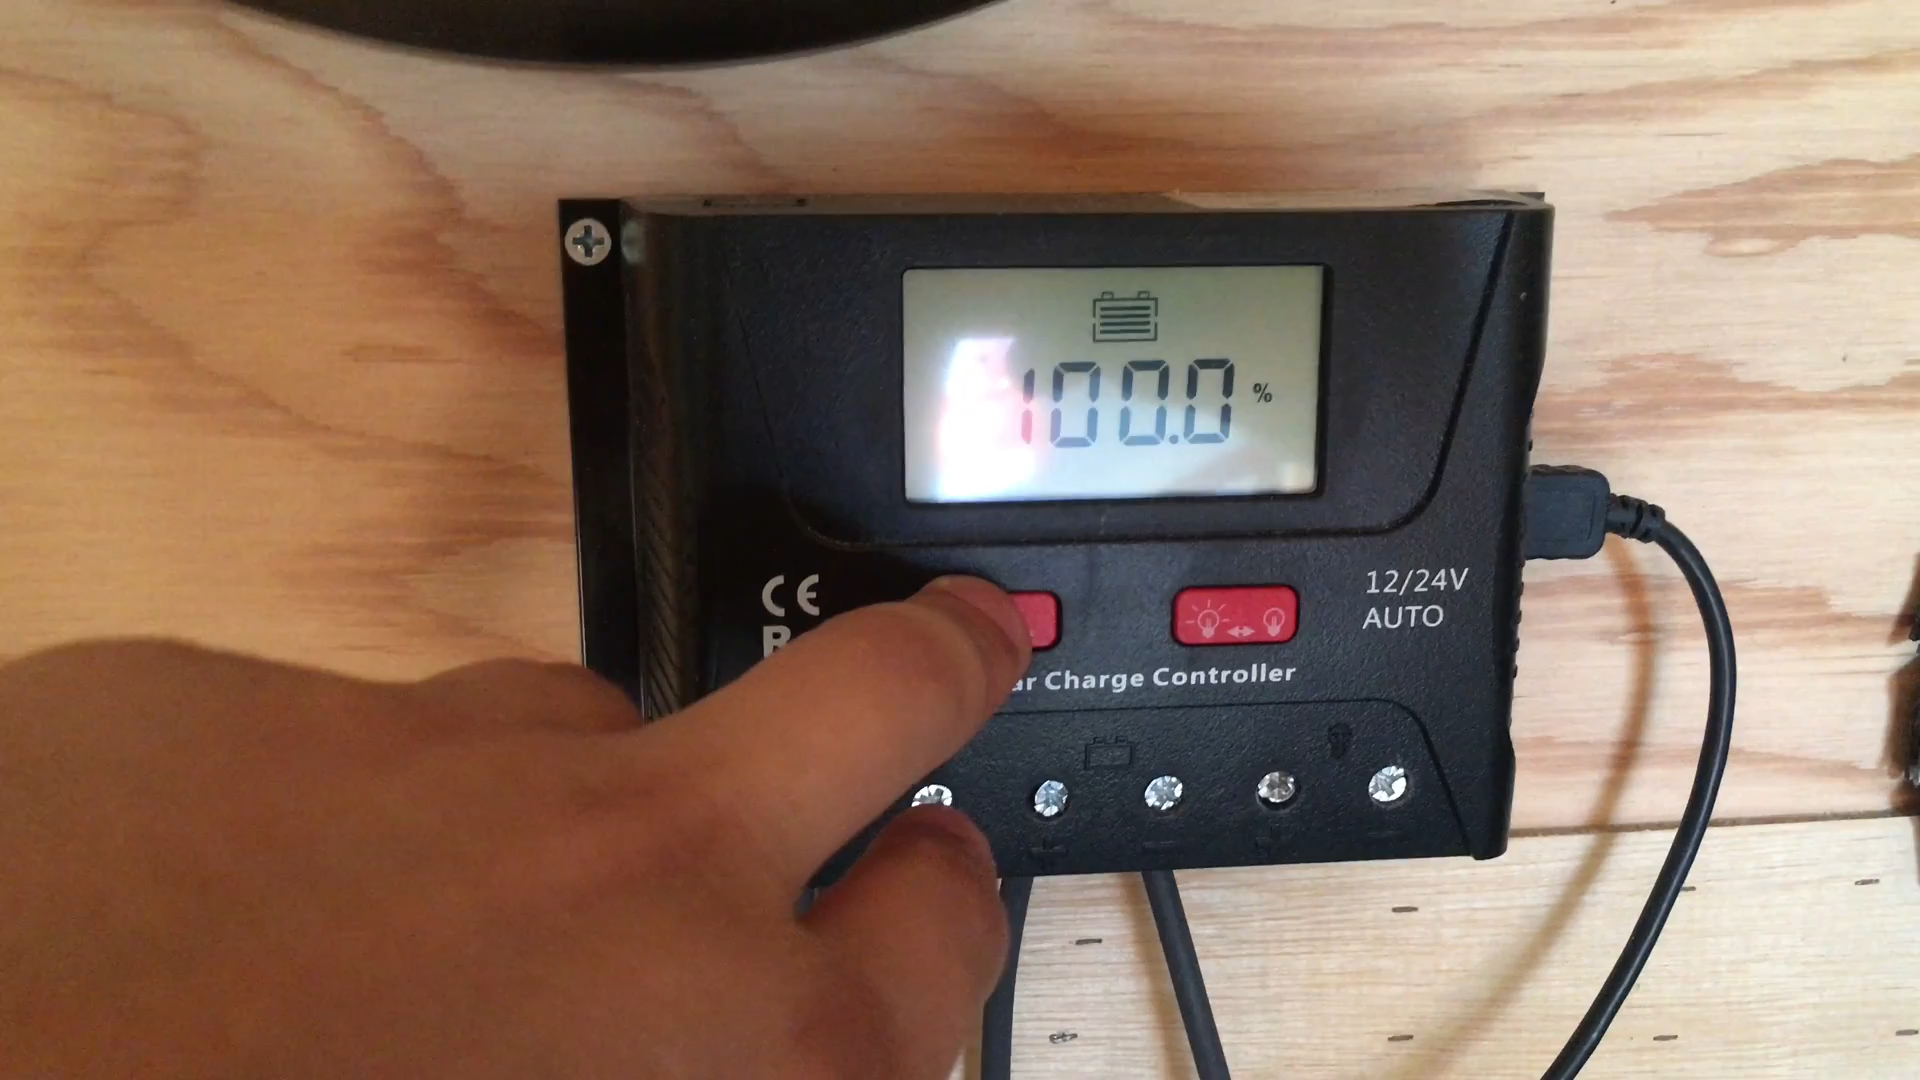 100.0 %
CE
12/24V
AUTO
Charge Controller
+ - + -